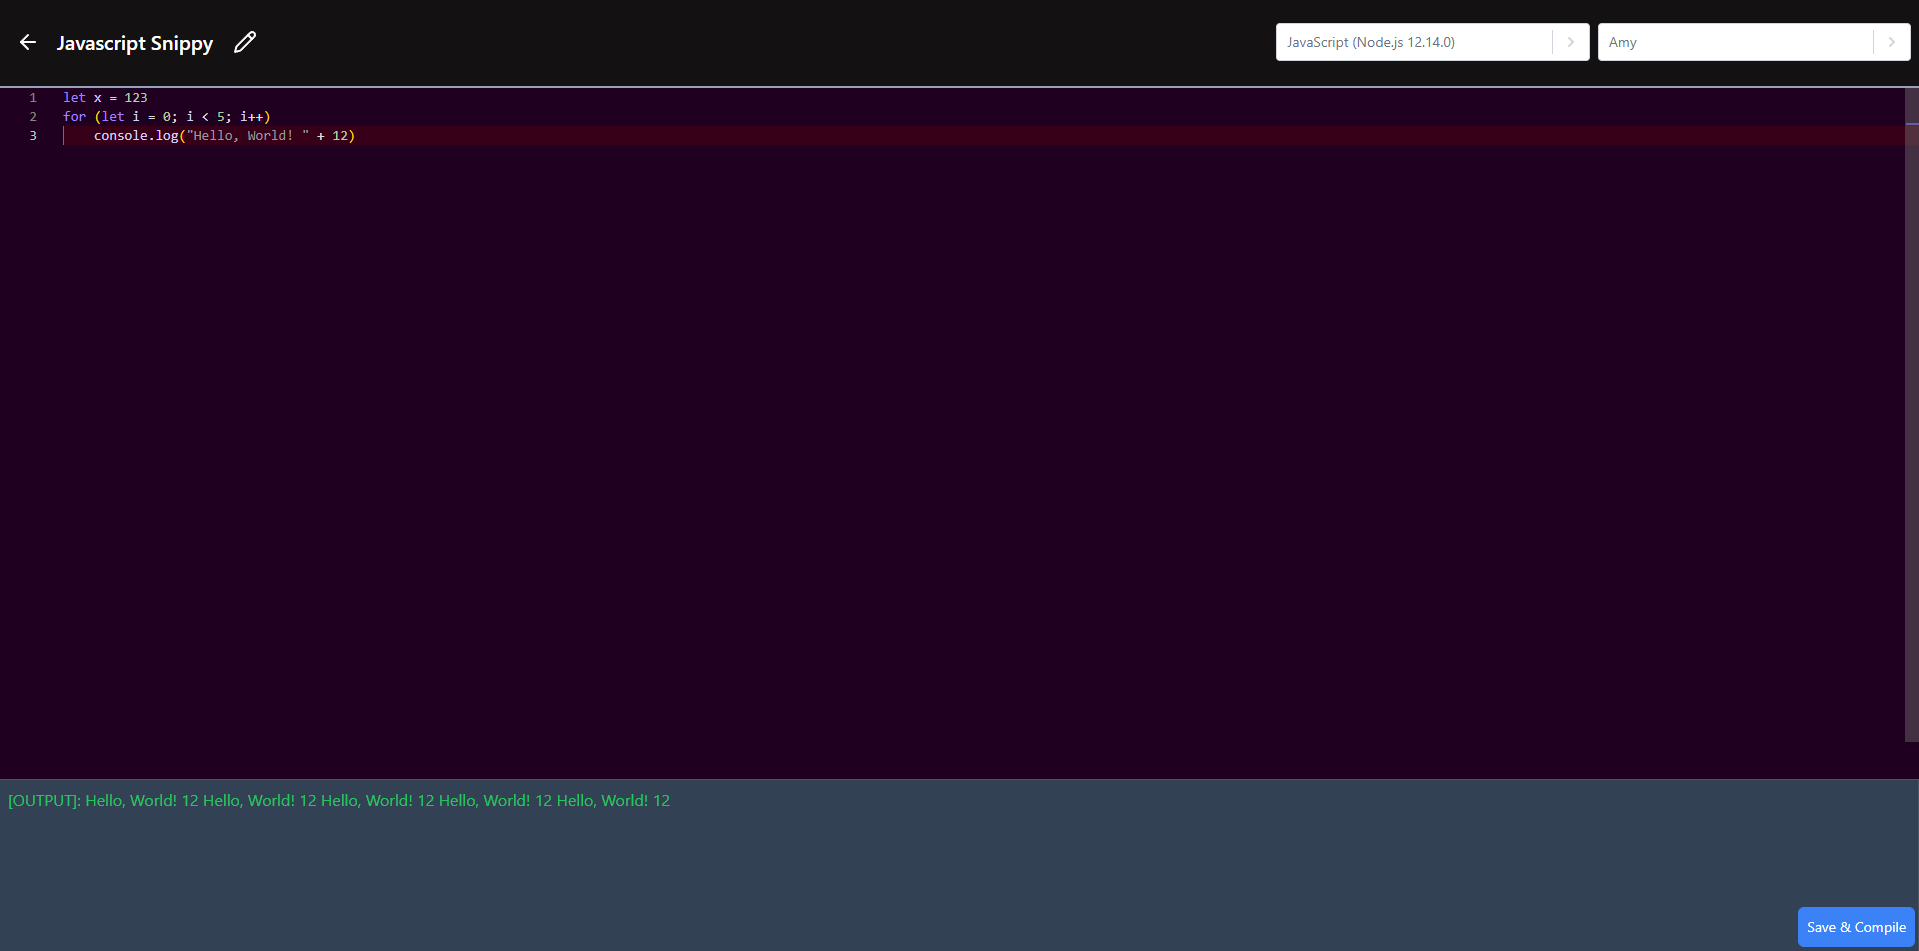 Javascript Snippy
JavaScript (Node.js 12.14.0)
Amy
1 let x = 123
2 for (let i = 0; i < 5; i++)
3     console.log("Hello, World! " + 12)
[OUTPUT]: Hello, World! 12 Hello, World! 12 Hello, World! 12 Hello, World! 12 Hello, World! 12
Save & Compile